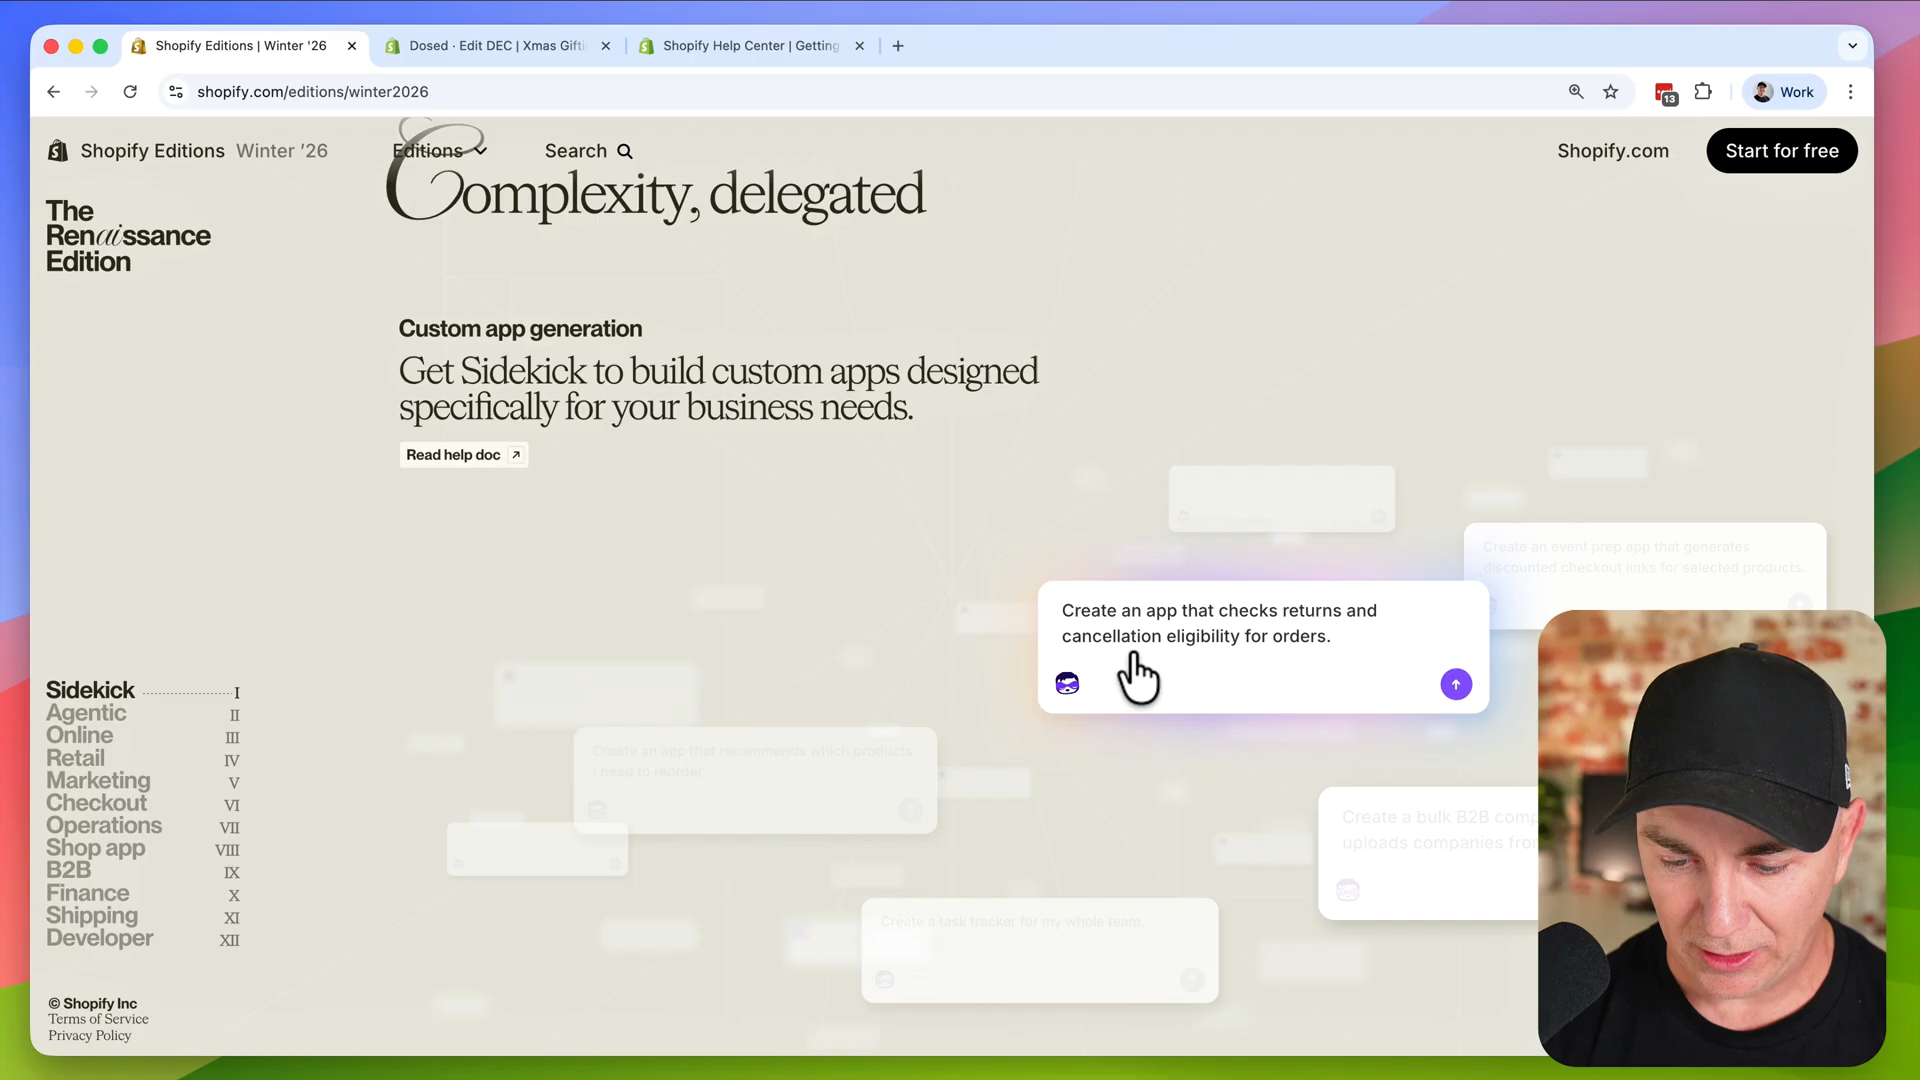 Shopify Editions | Winter '26
Dosed · Edit DEC | Xmas Gifti
Shopify Help Center | Getting
shopify.com/editions/winter2026
13
Work
Shopify Editions Winter '26
Editions
Search
Shopify.com
Start for free
Complexity, delegated
The
Renaissance
Edition
Custom app generation
Get Sidekick to build custom apps designed
specifically for your business needs.
Read help doc
Create an event prep app that generates
discounted checkout links for selected products.
Create an app that checks returns and
cancellation eligibility for orders.
Create an app that recommends which products
I need to reorder.
Create a bulk B2B comp
uploads companies fro
Create a task tracker for my whole team.
Sidekick I
Agentic II
Online III
Retail IV
Marketing V
Checkout VI
Operations VII
Shop app VIII
B2B IX
Finance X
Shipping XI
Developer XII
© Shopify Inc
Terms of Service
Privacy Policy